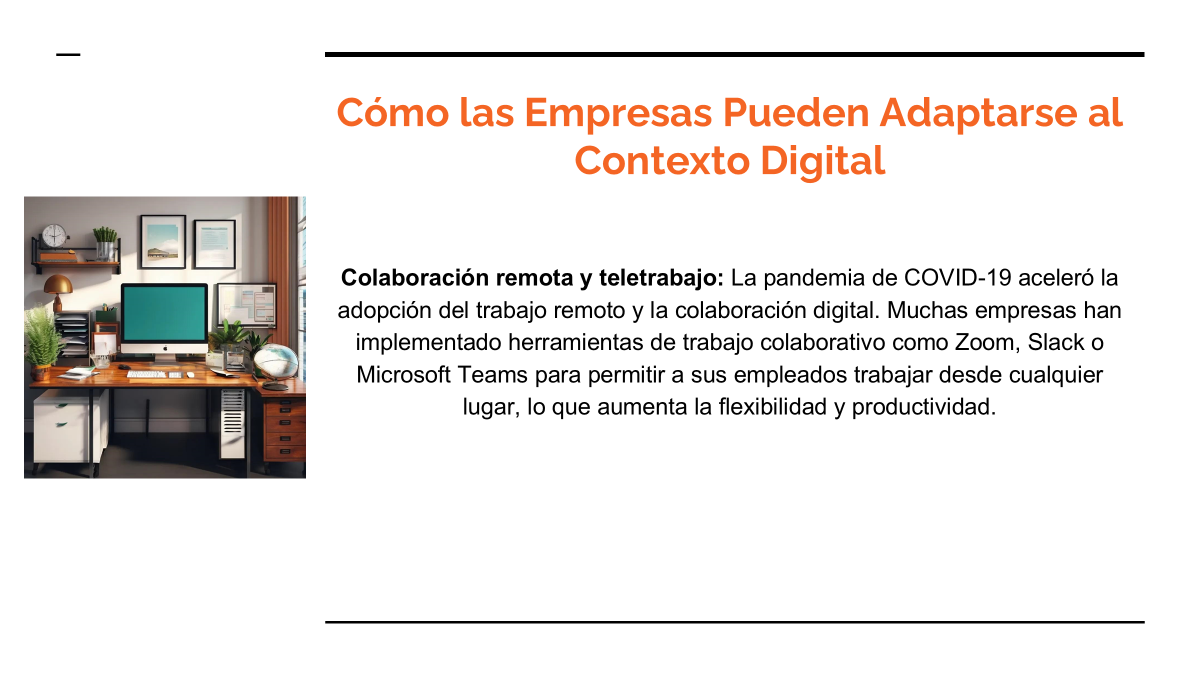 Cómo las Empresas Pueden Adaptarse al
Contexto Digital
Colaboración remota y teletrabajo: La pandemia de COVID-19 aceleró la
adopción del trabajo remoto y la colaboración digital. Muchas empresas han
implementado herramientas de trabajo colaborativo como Zoom, Slack o
Microsoft Teams para permitir a sus empleados trabajar desde cualquier
lugar, lo que aumenta la flexibilidad y productividad.